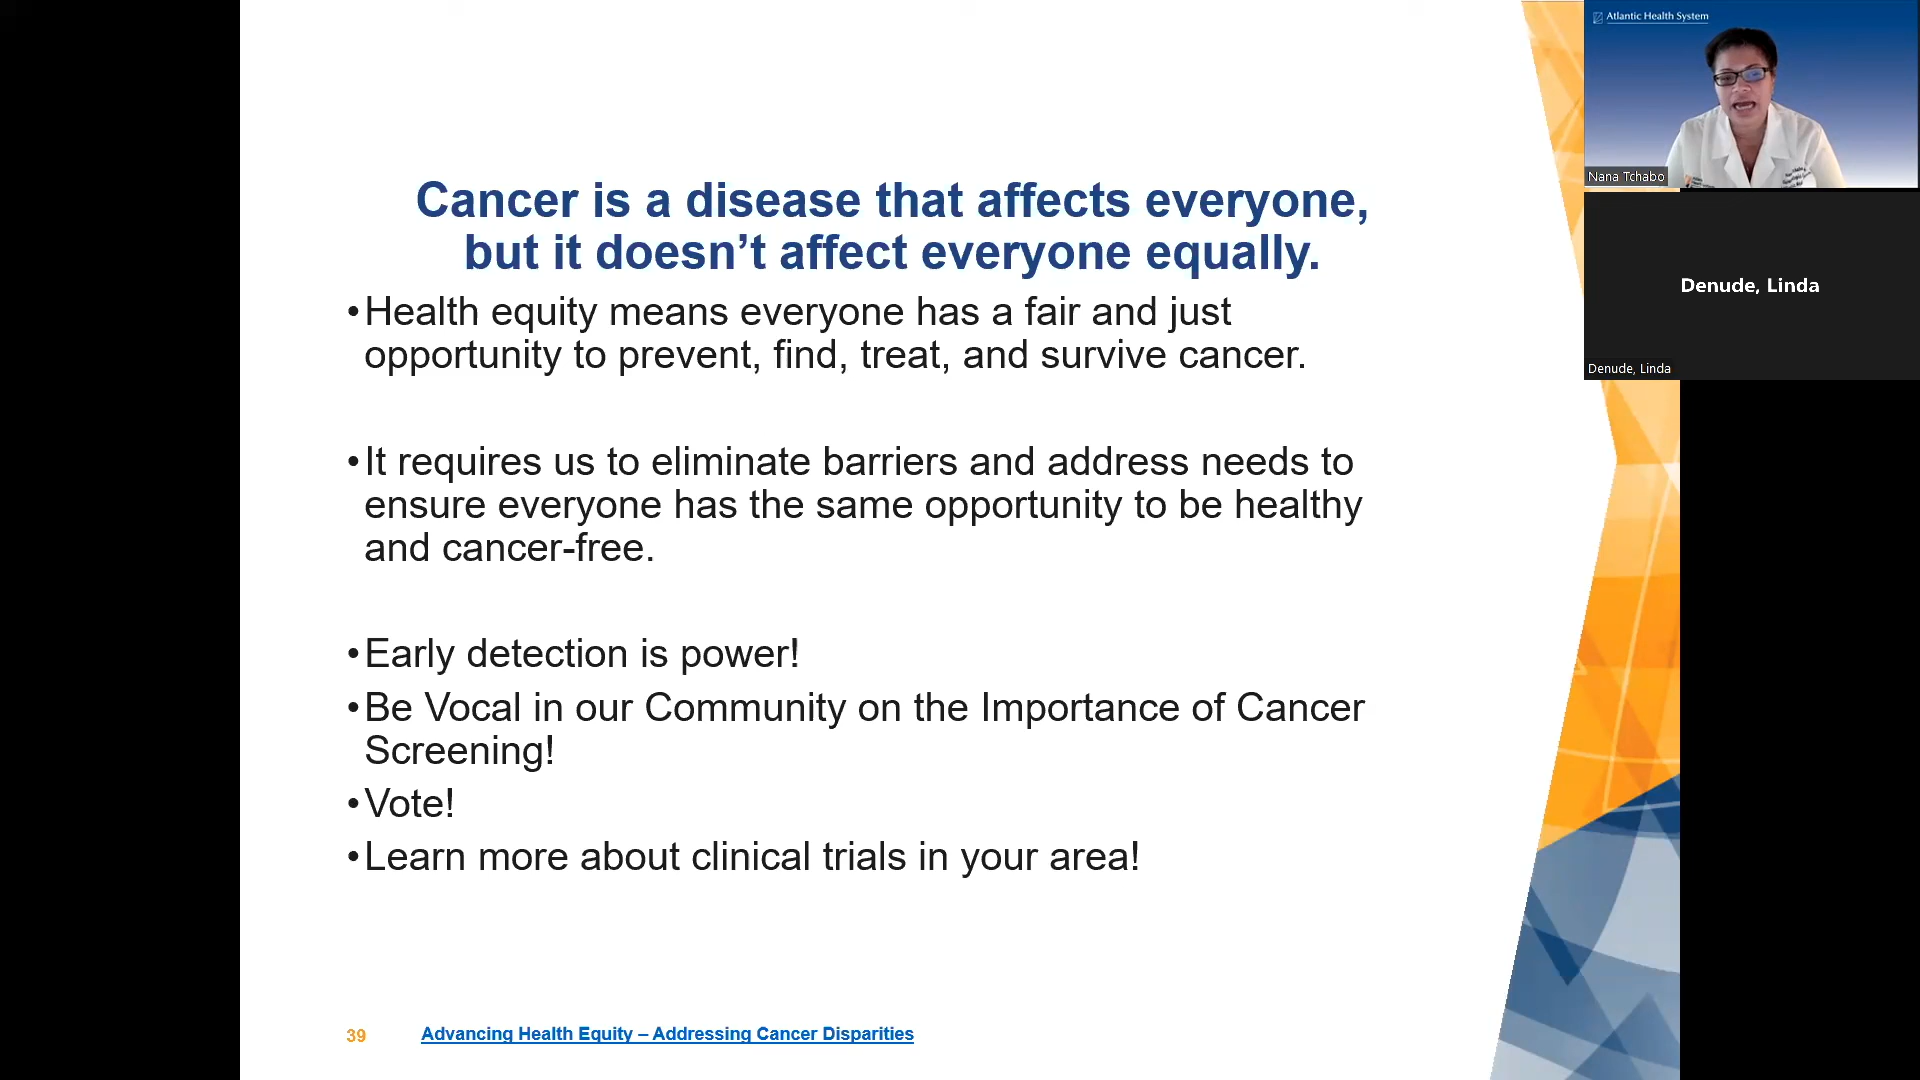 Cancer is a disease that affects everyone,
but it doesn’t affect everyone equally.
•Health equity means everyone has a fair and just
opportunity to prevent, find, treat, and survive cancer.
•It requires us to eliminate barriers and address needs to
ensure everyone has the same opportunity to be healthy
and cancer-free.
•Early detection is power!
•Be Vocal in our Community on the Importance of Cancer
Screening!
•Vote!
•Learn more about clinical trials in your area!
39
Advancing Health Equity – Addressing Cancer Disparities
Atlantic Health System
Nana Tchabo
Denude, Linda
Denude, Linda